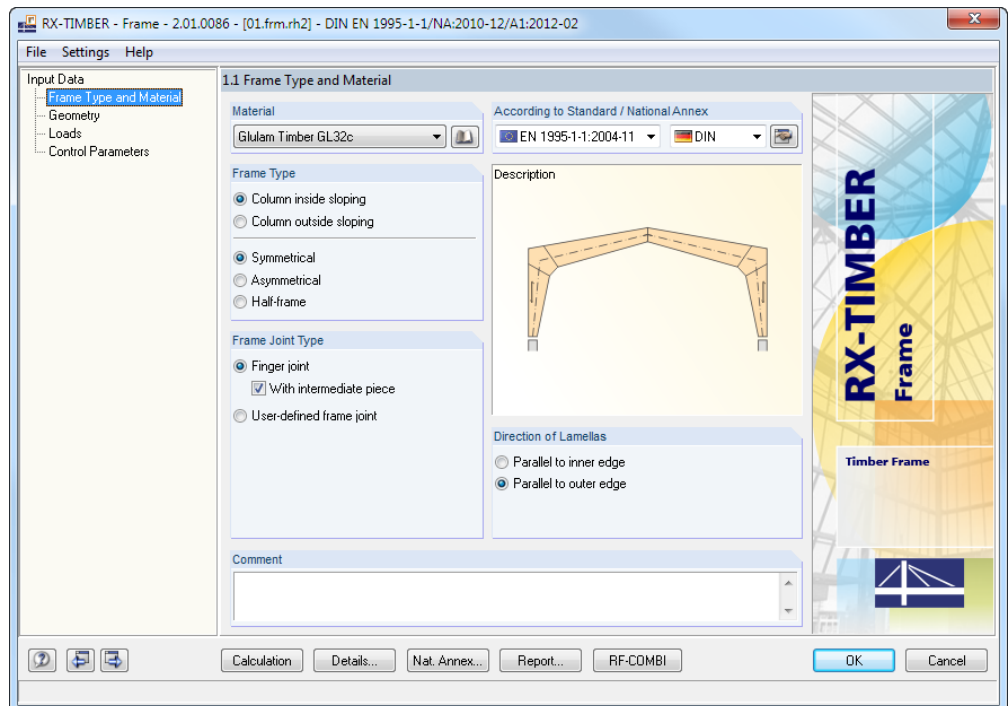 RX-TIMBER - Frame - 2.01.0086 - [01.frm.rh2] - DIN EN 1995-1-1/NA:2010-12/A1:2012-02
File Settings Help
Input Data
Frame Type and Material
Geometry
Loads
Control Parameters
1.1 Frame Type and Material
Material
Glulam Timber GL32c
According to Standard / National Annex
EN 1995-1-1:2004-11
DIN
Frame Type
Column inside sloping
Column outside sloping
Symmetrical
Asymmetrical
Half-frame
Description
Frame Joint Type
Finger joint
With intermediate piece
User-defined frame joint
Direction of Lamellas
Parallel to inner edge
Parallel to outer edge
Comment
RX-TIMBER
Frame
Timber Frame
Calculation
Details...
Nat. Annex...
Report...
RF-COMBI
OK
Cancel